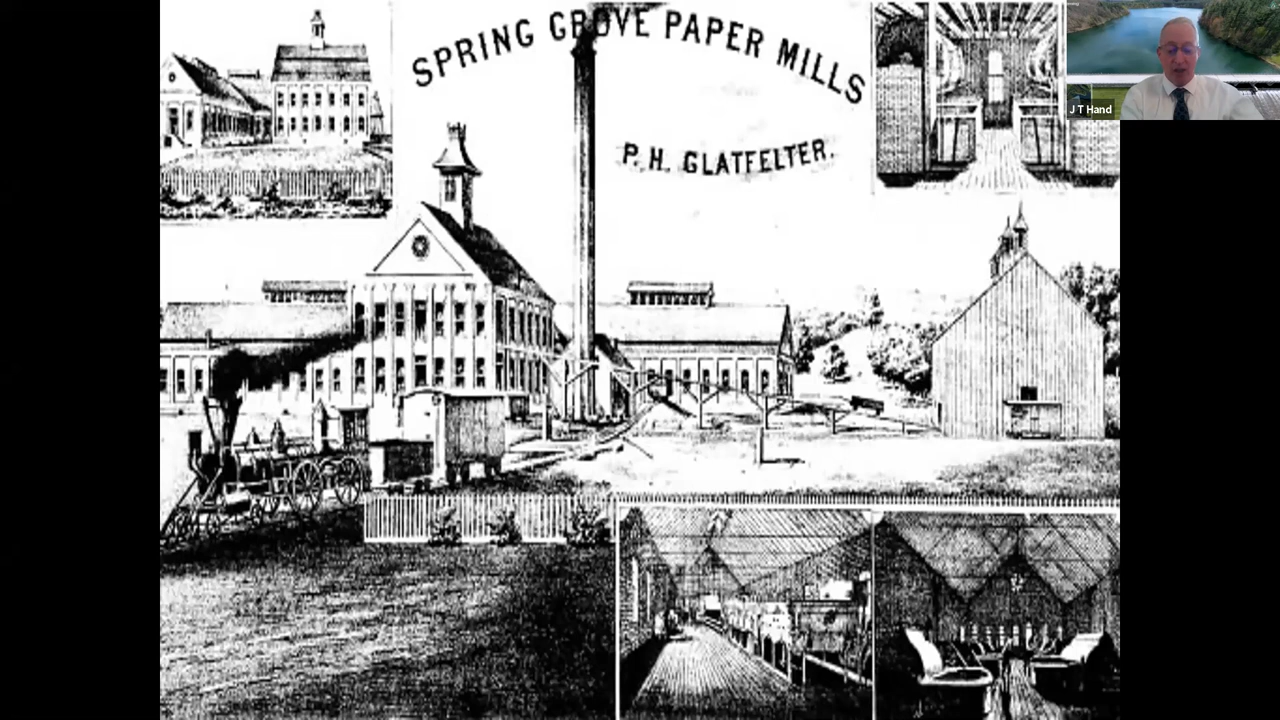 SPRING GROVE PAPER MILLS
P. H. GLATFELTER.
J T Hand